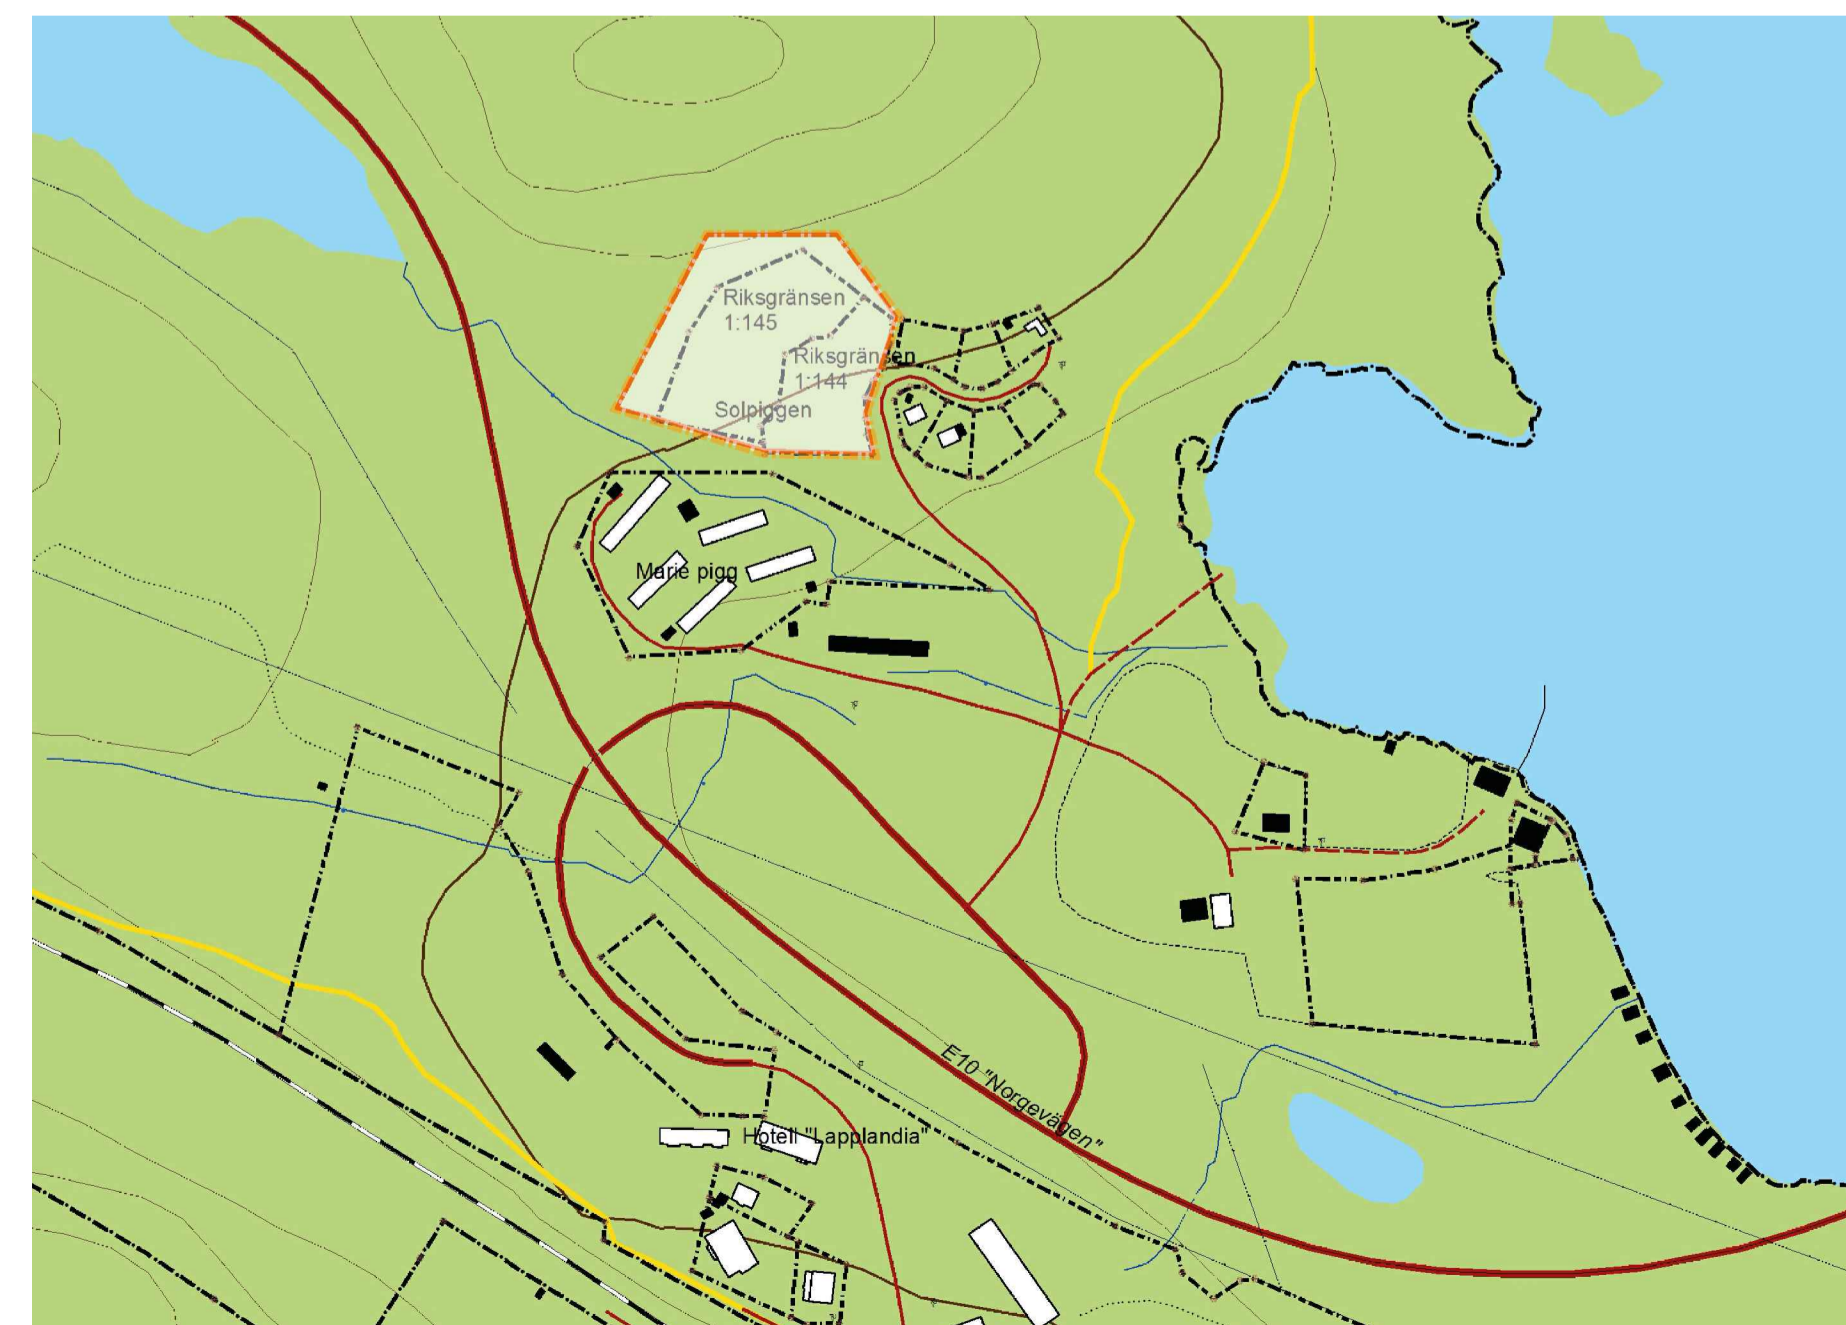 Riksgränsen
1:145
Riksgränsen
1:144
Solpiggen
Marie pigg
E10 "Norgevägen"
Hotell "Lapplandia"